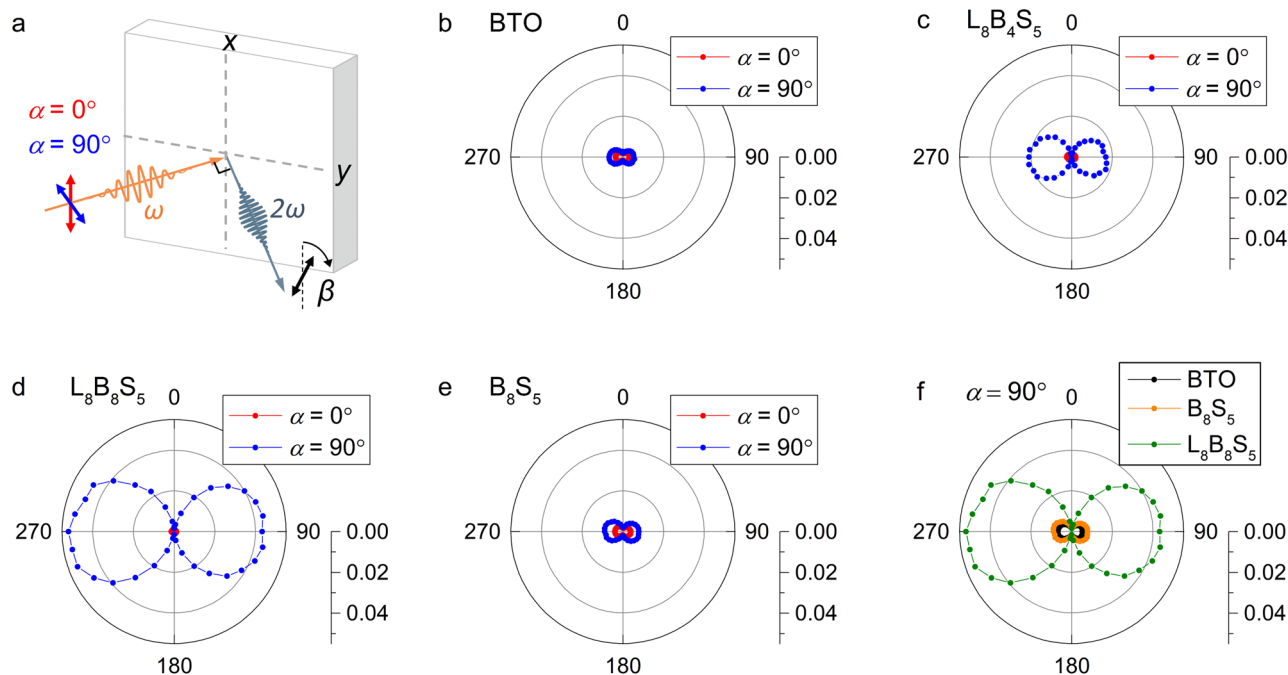 a
x
α = 0°
α = 90°
y
ω
2ω
β
b
BTO
0
α = 0°
α = 90°
270
90
0.00
0.02
0.04
180
c
L₈B₄S₅
0
α = 0°
α = 90°
270
90
0.00
0.02
0.04
180
d
L₈B₈S₅
0
α = 0°
α = 90°
270
90
0.00
0.02
0.04
180
e
B₈S₅
0
α = 0°
α = 90°
270
90
0.00
0.02
0.04
180
f
α = 90°
0
BTO
B₈S₅
L₈B₈S₅
270
90
0.00
0.02
0.04
180